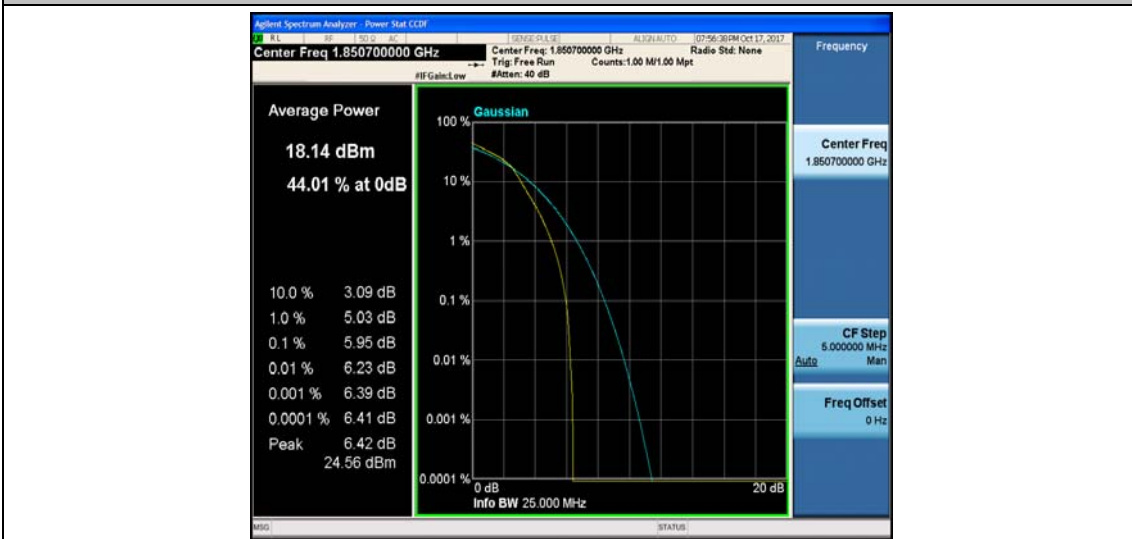 Agilent Spectrum Analyzer - Power Stat CCDF
RL RF 50 Ω AC SENSE:PULSE ALIGNAUTO 07:56:38 PM Oct 17, 2017
Center Freq 1.850700000 GHz
Center Freq: 1.850700000 GHz Radio Std: None
Trig: Free Run Counts:1.00 M/1.00 Mpt
#IFGain:Low #Atten: 40 dB
Frequency
Average Power
18.14 dBm
44.01 % at 0dB
10.0 % 3.09 dB
1.0 % 5.03 dB
0.1 % 5.95 dB
0.01 % 6.23 dB
0.001 % 6.39 dB
0.0001 % 6.41 dB
Peak 6.42 dB
24.56 dBm
Gaussian
100 %
10 %
1 %
0.1 %
0.01 %
0.001 %
0.0001 %
0 dB 20 dB
Info BW 25.000 MHz
Center Freq
1.850700000 GHz
CF Step
5.000000 MHz
Auto Man
Freq Offset
0 Hz
MSG STATUS